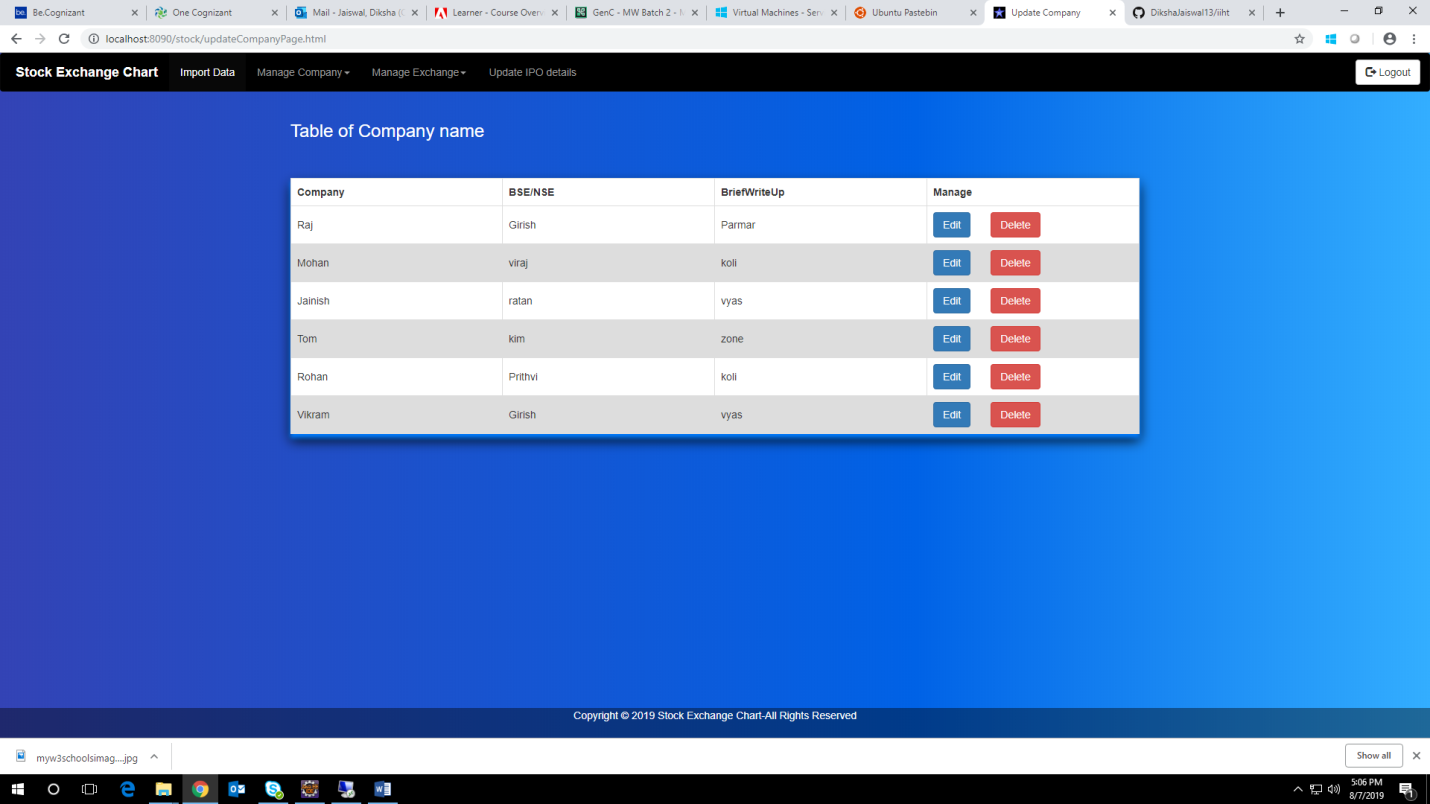 Be.Cognizant
One Cognizant
Mail - Jaiswal, Diksha (
Learner - Course Overv
GenC - MW Batch 2 -
Virtual Machines - Serv
Ubuntu Pastebin
Update Company
DikshaJaiswal13/iiht
localhost:8090/stock/updateCompanyPage.html
Stock Exchange Chart Import Data Manage Company Manage Exchange Update IPO details Logout
Table of Company name
Company BSE/NSE BriefWriteUp Manage
Raj Girish Parmar Edit Delete
Mohan viraj koli Edit Delete
Jainish ratan vyas Edit Delete
Tom kim zone Edit Delete
Rohan Prithvi koli Edit Delete
Vikram Girish vyas Edit Delete
Copyright © 2019 Stock Exchange Chart-All Rights Reserved
myw3schoolsimag....jpg Show all
5:06 PM
8/7/2019